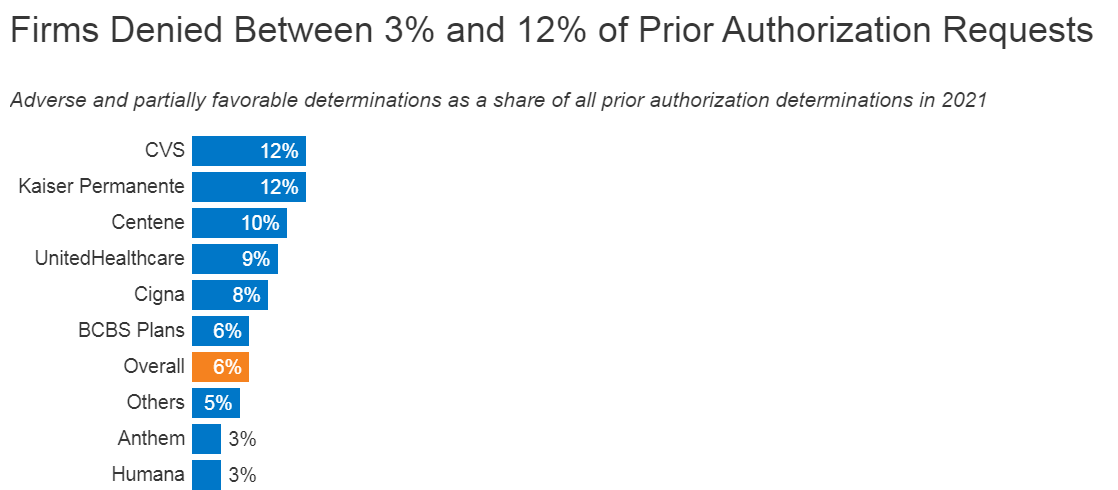 Firms Denied Between 3% and 12% of Prior Authorization Requests
Adverse and partially favorable determinations as a share of all prior authorization determinations in 2021
CVS 12%
Kaiser Permanente 12%
Centene 10%
UnitedHealthcare 9%
Cigna 8%
BCBS Plans 6%
Overall 6%
Others 5%
Anthem 3%
Humana 3%